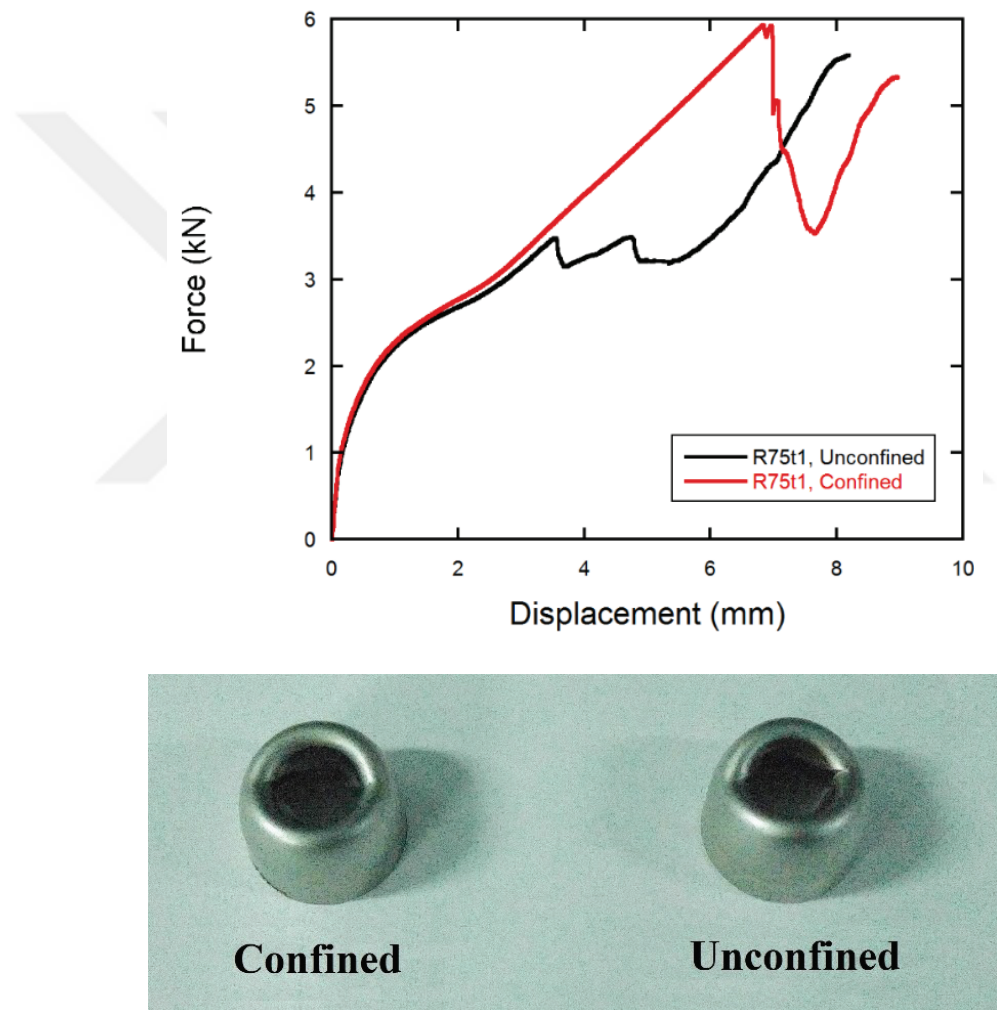 6
5
4
3
2
1
0
Force (kN)
R75t1, Unconfined
R75t1, Confined
0 2 4 6 8 10
Displacement (mm)
Confined Unconfined